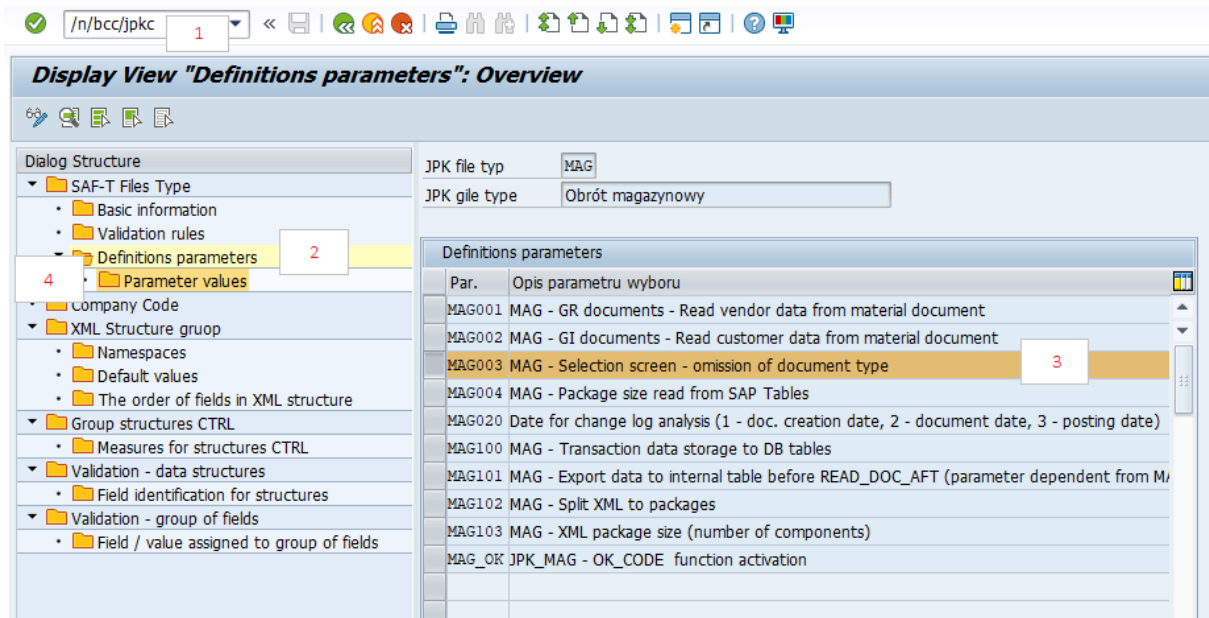 /n/bcc/jpkc
1
Display View "Definitions parameters": Overview
Dialog Structure
SAF-T Files Type
Basic information
Validation rules
Definitions parameters
2
4
Parameter values
Company Code
XML Structure gruop
Namespaces
Default values
The order of fields in XML structure
Group structures CTRL
Measures for structures CTRL
Validation - data structures
Field identification for structures
Validation - group of fields
Field / value assigned to group of fields
JPK file typ MAG
JPK gile type Obrót magazynowy
Definitions parameters
Par. Opis parametru wyboru
MAG001 MAG - GR documents - Read vendor data from material document
MAG002 MAG - GI documents - Read customer data from material document
MAG003 MAG - Selection screen - omission of document type
3
MAG004 MAG - Package size read from SAP Tables
MAG020 Date for change log analysis (1 - doc. creation date, 2 - document date, 3 - posting date)
MAG100 MAG - Transaction data storage to DB tables
MAG101 MAG - Export data to internal table before READ_DOC_AFT (parameter dependent from
MAG102 MAG - Split XML to packages
MAG103 MAG - XML package size (number of components)
MAG_OK JPK_MAG - OK_CODE function activation